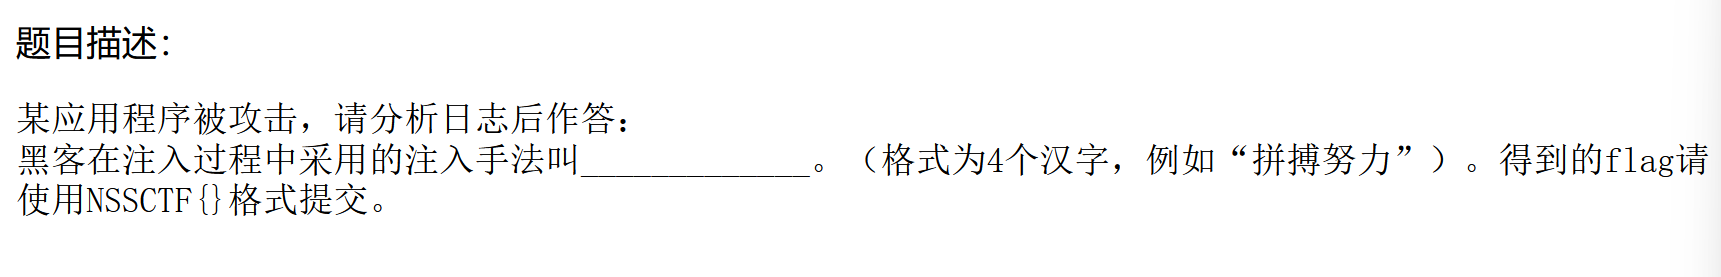 题目描述：
某应用程序被攻击，请分析日志后作答：
黑客在注入过程中采用的注入手法叫_____________。（格式为4个汉字，例如“拼搏努力”）。得到的flag请
使用NSSCTF{}格式提交。